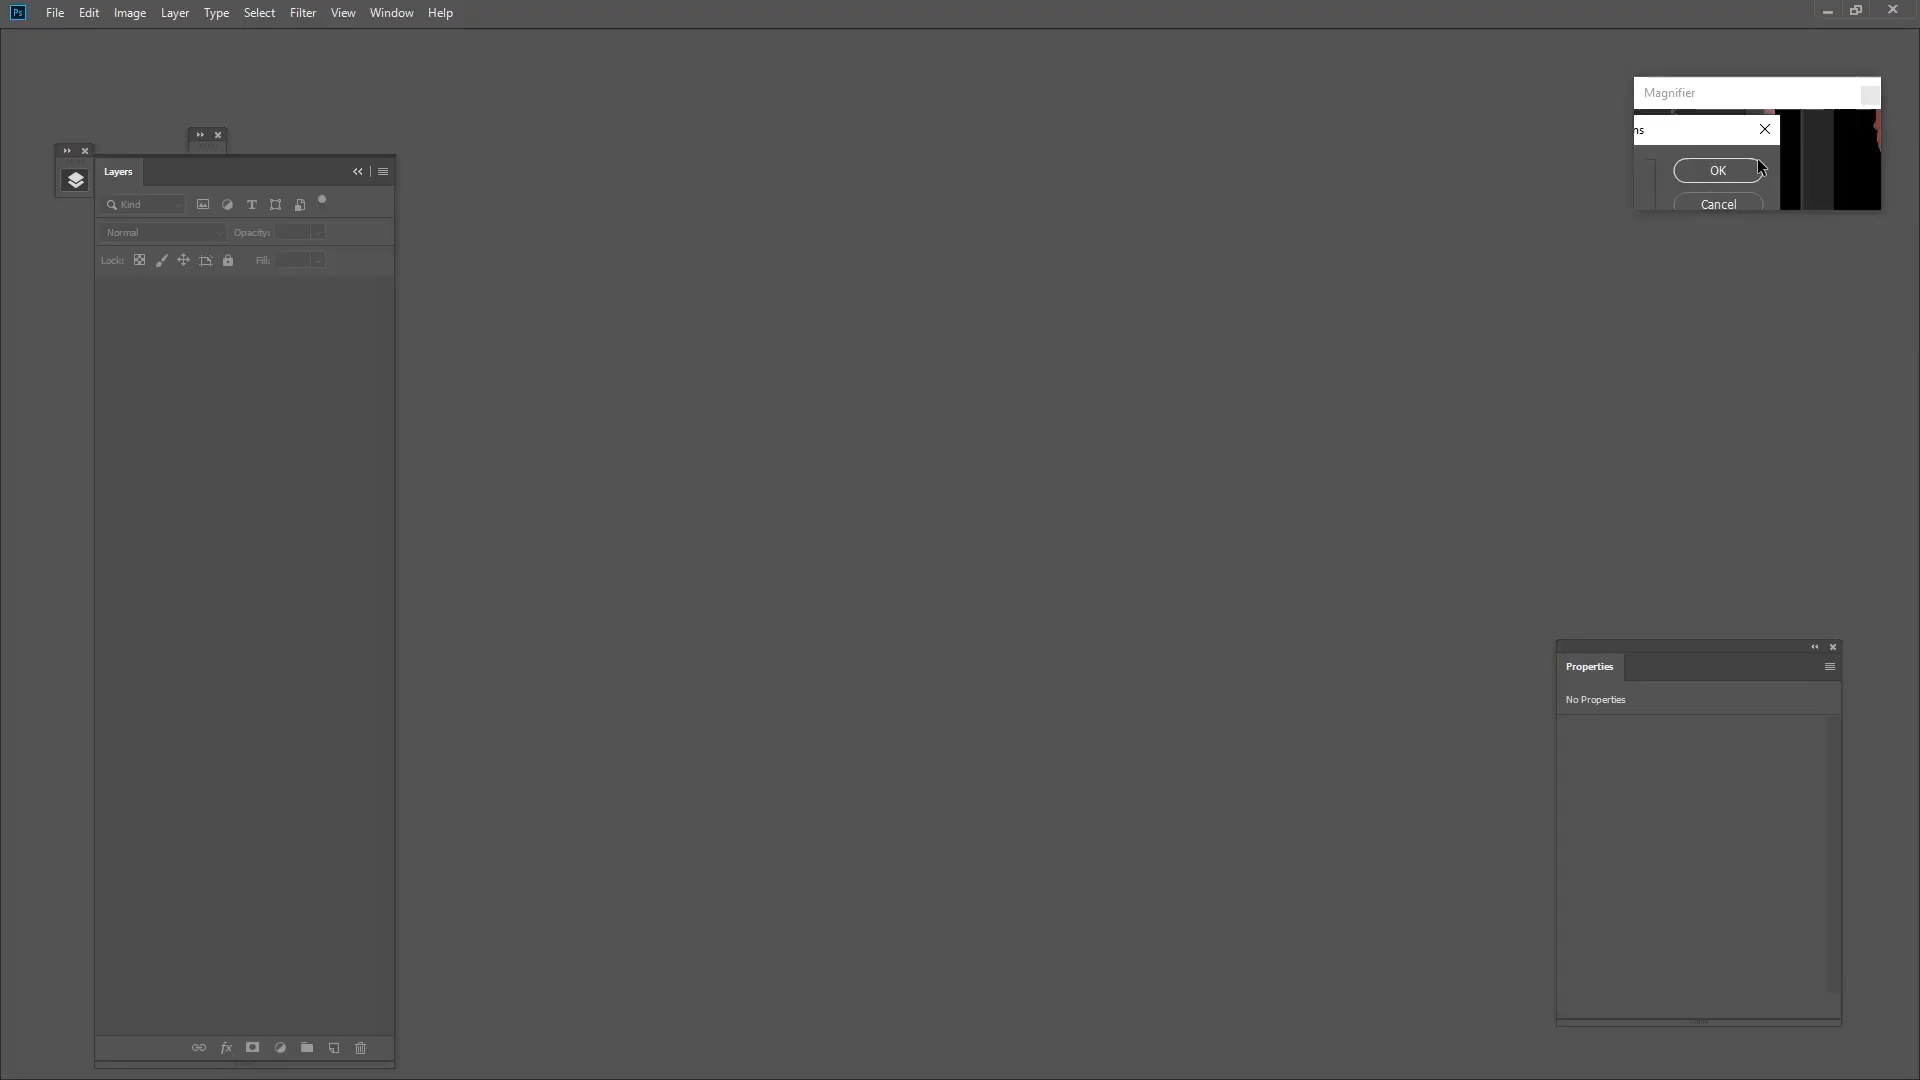 Ps File Edit Image Layer Type Select Filter View Window Help
Magnifier
ns
OK
Cancel
Layers
Kind
Normal Opacity:
Lock: Fill:
fx
Properties
No Properties